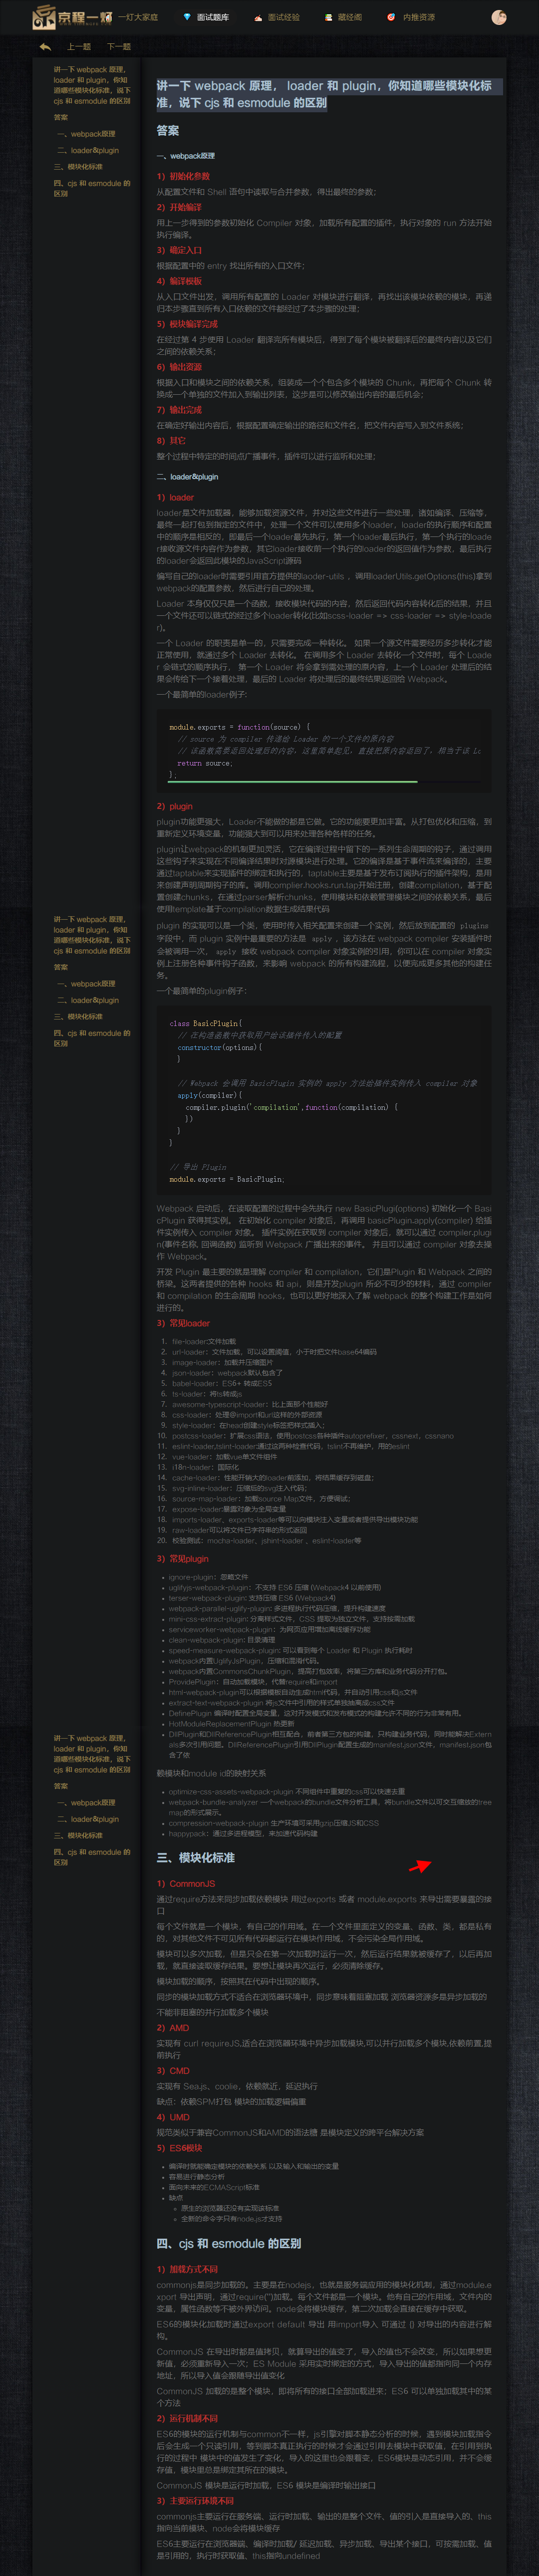 京程一灯
一灯大家庭
面试题库
面试经验
藏经阁
内推资源
上一题
下一题
讲一下 webpack 原理，
loader 和 plugin，你知
道哪些模块化标准，说下
cjs 和 esmodule 的区别
答案
一、webpack原理
二、loader&plugin
三、模块化标准
四、cjs 和 esmodule 的
区别
讲一下 webpack 原理， loader 和 plugin，你知道哪些模块化标
准，说下 cjs 和 esmodule 的区别
答案
一、webpack原理
1）初始化参数
从配置文件和 Shell 语句中读取与合并参数，得出最终的参数；
2）开始编译
用上一步得到的参数初始化 Compiler 对象，加载所有配置的插件，执行对象的 run 方法开始
执行编译。
3）确定入口
根据配置中的 entry 找出所有的入口文件；
4）编译模板
从入口文件出发，调用所有配置的 Loader 对模块进行翻译，再找出该模块依赖的模块，再递
归本步骤直到所有入口依赖的文件都经过了本步骤的处理；
5）模块编译完成
在经过第 4 步使用 Loader 翻译完所有模块后，得到了每个模块被翻译后的最终内容以及它们
之间的依赖关系；
6）输出资源
根据入口和模块之间的依赖关系，组装成一个个包含多个模块的 Chunk，再把每个 Chunk 转
换成一个单独的文件加入到输出列表，这步是可以修改输出内容的最后机会；
7）输出完成
在确定好输出内容后，根据配置确定输出的路径和文件名，把文件内容写入到文件系统；
8）其它
整个过程中特定的时间点广播事件，插件可以进行监听和处理；
二、loader&plugin
1）loader
loader是文件加载器，能够加载资源文件，并对这些文件进行一些处理，诸如编译、压缩等，
最终一起打包到指定的文件中，处理一个文件可以使用多个loader，loader的执行顺序和配置
中的顺序是相反的，即最后一个loader最先执行，第一个loader最后执行，第一个执行的loade
r接收源文件内容作为参数，其它loader接收前一个执行的loader的返回值作为参数，最后执行
的loader会返回此模块的JavaScript源码
编写自己的loader时需要引用官方提供的loader-utils ，调用loaderUtils.getOptions(this)拿到
webpack的配置参数，然后进行自己的处理。
Loader 本身仅仅只是一个函数，接收模块代码的内容，然后返回代码内容转化后的结果，并且
一个文件还可以链式的经过多个loader转化(比如scss-loader => css-loader => style-loade
r)。
一个 Loader 的职责是单一的，只需要完成一种转化。 如果一个源文件需要经历多步转化才能
正常使用，就通过多个 Loader 去转化。 在调用多个 Loader 去转化一个文件时，每个 Loade
r 会链式的顺序执行， 第一个 Loader 将会拿到需处理的原内容，上一个 Loader 处理后的结
果会传给下一个接着处理，最后的 Loader 将处理后的最终结果返回给 Webpack。
一个最简单的loader例子:
module.exports = function(source) {
// source 为 compiler 传递给 Loader 的一个文件的原内容
// 该函数需要返回处理后的内容，这里简单起见，直接把原内容返回了，相当于该 Lo
return source;
};
2）plugin
plugin功能更强大，Loader不能做的都是它做。它的功能要更加丰富。从打包优化和压缩，到
重新定义环境变量，功能强大到可以用来处理各种各样的任务。
plugin让webpack的机制更加灵活，它在编译过程中留下的一系列生命周期的钩子，通过调用
这些钩子来实现在不同编译结果时对源模块进行处理。它的编译是基于事件流来编译的，主要
通过taptable来实现插件的绑定和执行的，taptable主要是基于发布订阅执行的插件架构，是用
来创建声明周期钩子的库。调用complier.hooks.run.tap开始注册，创建compilation，基于配
置创建chunks，在通过parser解析chunks，使用模块和依赖管理模块之间的依赖关系，最后
使用template基于compilation数据生成结果代码
plugin 的实现可以是一个类，使用时传入相关配置来创建一个实例，然后放到配置的 plugins
字段中，而 plugin 实例中最重要的方法是 apply，该方法在 webpack compiler 安装插件时
会被调用一次， apply 接收 webpack compiler 对象实例的引用，你可以在 compiler 对象实
例上注册各种事件钩子函数，来影响 webpack 的所有构建流程，以便完成更多其他的构建任
务。
一个最简单的plugin例子:
class BasicPlugin{
// 在构造函数中获取用户给该插件传入的配置
constructor(options){
}
// Webpack 会调用 BasicPlugin 实例的 apply 方法给插件实例传入 compiler 对象
apply(compiler){
compiler.plugin('compilation',function(compilation) {
})
}
}
// 导出 Plugin
module.exports = BasicPlugin;
Webpack 启动后，在读取配置的过程中会先执行 new BasicPlugi(options) 初始化一个 Basi
cPlugin 获得其实例。 在初始化 compiler 对象后，再调用 basicPlugin.apply(compiler) 给插
件实例传入 compiler 对象。 插件实例在获取到 compiler 对象后，就可以通过 compiler.plugi
n(事件名称, 回调函数) 监听到 Webpack 广播出来的事件。 并且可以通过 compiler 对象去操
作 Webpack。
开发 Plugin 最主要的就是理解 compiler 和 compilation，它们是Plugin 和 Webpack 之间的
桥梁。这两者提供的各种 hooks 和 api，则是开发plugin 所必不可少的材料，通过 compiler
和 compilation 的生命周期 hooks，也可以更好地深入了解 webpack 的整个构建工作是如何
进行的。
3）常见loader
1. file-loader:文件加载
2. url-loader：文件加载，可以设置阈值，小于时把文件base64编码
3. image-loader：加载并压缩图片
4. json-loader：webpack默认包含了
5. babel-loader：ES6+ 转成ES5
6. ts-loader：将ts转成js
7. awesome-typescript-loader：比上面那个性能好
8. css-loader：处理@import和url这样的外部资源
9. style-loader：在head创建style标签把样式插入；
10. postcss-loader：扩展css语法，使用postcss各种插件autoprefixer，cssnext，cssnano
11. eslint-loader,tslint-loader:通过这两种检查代码，tslint不再维护，用的eslint
12. vue-loader：加载vue单文件组件
13. i18n-loader：国际化
14. cache-loader：性能开销大的loader前添加，将结果缓存到磁盘；
15. svg-inline-loader：压缩后的svg注入代码；
16. source-map-loader：加载source Map文件，方便调试；
17. expose-loader:暴露对象为全局变量
18. imports-loader、exports-loader等可以向模块注入变量或者提供导出模块功能
19. raw-loader可以将文件已字符串的形式返回
20. 校验测试：mocha-loader、jshint-loader 、eslint-loader等
3）常见plugin
ignore-plugin：忽略文件
uglifyjs-webpack-plugin：不支持 ES6 压缩 (Webpack4 以前使用)
terser-webpack-plugin: 支持压缩 ES6 (Webpack4)
webpack-parallel-uglify-plugin: 多进程执行代码压缩，提升构建速度
mini-css-extract-plugin: 分离样式文件，CSS 提取为独立文件，支持按需加载
serviceworker-webpack-plugin：为网页应用增加离线缓存功能
clean-webpack-plugin: 目录清理
speed-measure-webpack-plugin: 可以看到每个 Loader 和 Plugin 执行耗时
webpack内置UglifyJsPlugin，压缩和混淆代码。
webpack内置CommonsChunkPlugin，提高打包效率，将第三方库和业务代码分开打包。
ProvidePlugin：自动加载模块，代替require和import
html-webpack-plugin可以根据模板自动生成html代码，并自动引用css和js文件
extract-text-webpack-plugin 将js文件中引用的样式单独抽离成css文件
DefinePlugin 编译时配置全局变量，这对开发模式和发布模式的构建允许不同的行为非常有用。
HotModuleReplacementPlugin 热更新
DllPlugin和DllReferencePlugin相互配合，前者第三方包的构建，只构建业务代码，同时能解决Extern
als多次引用问题。DllReferencePlugin引用DllPlugin配置生成的manifest.json文件，manifest.json包
含了依
赖模块和module id的映射关系
optimize-css-assets-webpack-plugin 不同组件中重复的css可以快速去重
webpack-bundle-analyzer 一个webpack的bundle文件分析工具，将bundle文件以可交互缩放的tree
map的形式展示。
compression-webpack-plugin 生产环境可采用gzip压缩JS和CSS
happypack：通过多进程模型，来加速代码构建
三、模块化标准
1）CommonJS
通过require方法来同步加载依赖模块 用过exports 或者 module.exports 来导出需要暴露的接
口
每个文件就是一个模块，有自己的作用域。在一个文件里面定义的变量、函数、类，都是私有
的，对其他文件不可见所有代码都运行在模块作用域，不会污染全局作用域。
模块可以多次加载，但是只会在第一次加载时运行一次，然后运行结果就被缓存了，以后再加
载，就直接读取缓存结果。要想让模块再次运行，必须清除缓存。
模块加载的顺序，按照其在代码中出现的顺序。
同步的模块加载方式不适合在浏览器环境中，同步意味着阻塞加载 浏览器资源多是异步加载的
不能非阻塞的并行加载多个模块
2）AMD
实现有 curl requireJS,适合在浏览器环境中异步加载模块,可以并行加载多个模块,依赖前置,提
前执行
3）CMD
实现有 Sea.js、coolie，依赖就近，延迟执行
缺点：依赖SPM打包 模块的加载逻辑偏重
4）UMD
规范类似于兼容CommonJS和AMD的语法糖 是模块定义的跨平台解决方案
5）ES6模块
编译时就能确定模块的依赖关系 以及输入和输出的变量
容易进行静态分析
面向未来的ECMAScript标准
缺点
原生的浏览器还没有实现该标准
全新的命令字只有node.js才支持
四、cjs 和 esmodule 的区别
1）加载方式不同
commonjs是同步加载的。主要是在nodejs，也就是服务端应用的模块化机制，通过module.e
xport 导出声明，通过require('')加载。每个文件都是一个模块。他有自己的作用域，文件内的
变量，属性函数等不被外界访问。node会将模块缓存，第二次加载会直接在缓存中获取。
ES6的模块化加载时通过export default 导出 用import导入 可通过 {} 对导出的内容进行解
构。
CommonJS 在导出时都是值拷贝，就算导出的值变了，导入的值也不会改变，所以如果想更
新值，必须重新导入一次；ES Module 采用实时绑定的方式，导入导出的值都指向同一个内存
地址，所以导入值会跟随导出值变化
CommonJS 加载的是整个模块，即将所有的接口全部加载进来；ES6 可以单独加载其中的某
个方法
2）运行机制不同
ES6的模块的运行机制与common不一样，js引擎对脚本静态分析的时候，遇到模块加载指令
后会生成一个只读引用，等到脚本真正执行的时候才会通过引用去模块中获取值，在引用到执
行的过程中 模块中的值发生了变化，导入的这里也会跟着变，ES6模块是动态引用，并不会缓
存值，模块里总是绑定其所在的模块。
CommonJS 模块是运行时加载，ES6 模块是编译时输出接口
3）主要运行环境不同
commonjs主要运行在服务端、运行时加载、输出的是整个文件，值的引入是直接导入的、this
指向当前模块、node会将模块缓存
ES6主要运行在浏览器端、编译时加载/ 延迟加载、异步加载、导出某个接口、可按需加载、值
是引用的，执行时获取值、this指向undefined
讲一下 webpack 原理，
loader 和 plugin，你知
道哪些模块化标准，说下
cjs 和 esmodule 的区别
答案
一、webpack原理
二、loader&plugin
三、模块化标准
四、cjs 和 esmodule 的
区别
讲一下 webpack 原理，
loader 和 plugin，你知
道哪些模块化标准，说下
cjs 和 esmodule 的区别
答案
一、webpack原理
二、loader&plugin
三、模块化标准
四、cjs 和 esmodule 的
区别